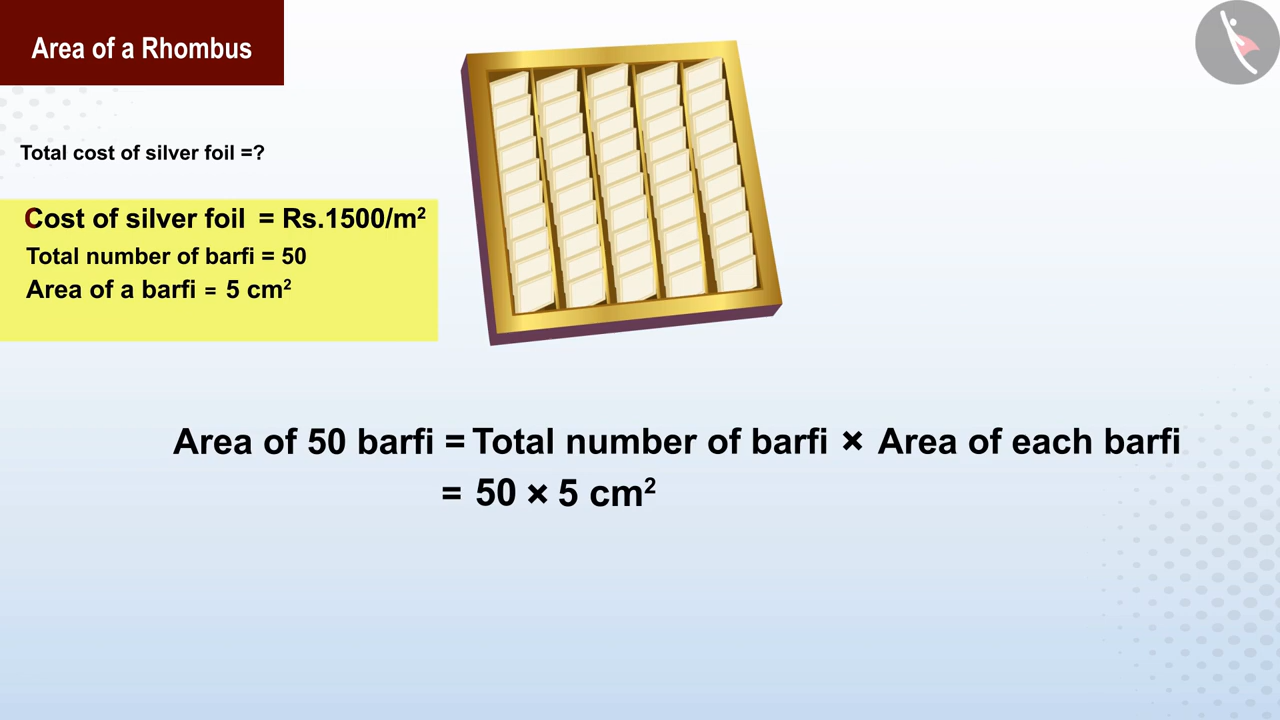 Area of a Rhombus
Total cost of silver foil =?
Cost of silver foil = Rs.1500/m²
Total number of barfi = 50
Area of a barfi = 5 cm²
Area of 50 barfi = Total number of barfi × Area of each barfi
= 50 × 5 cm²